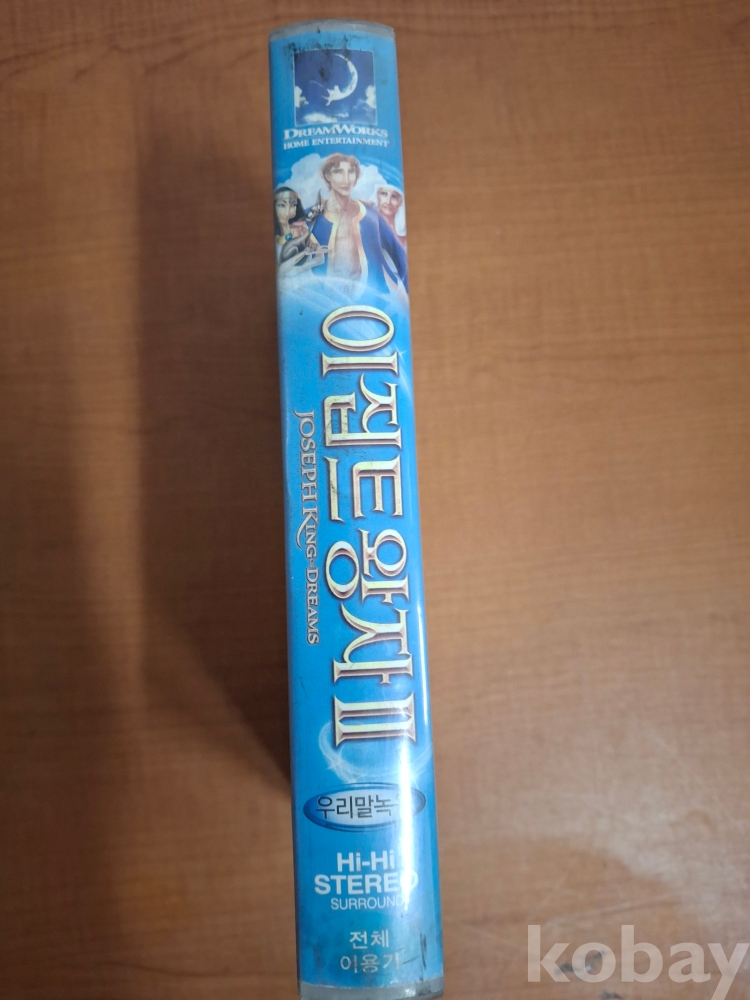 DREAMWORKS
HOME ENTERTAINMENT
이집트왕자 II
JOSEPH KING OF DREAMS
우리말녹음
Hi-Hi
STEREO
SURROUND
전체
이용가
kobay